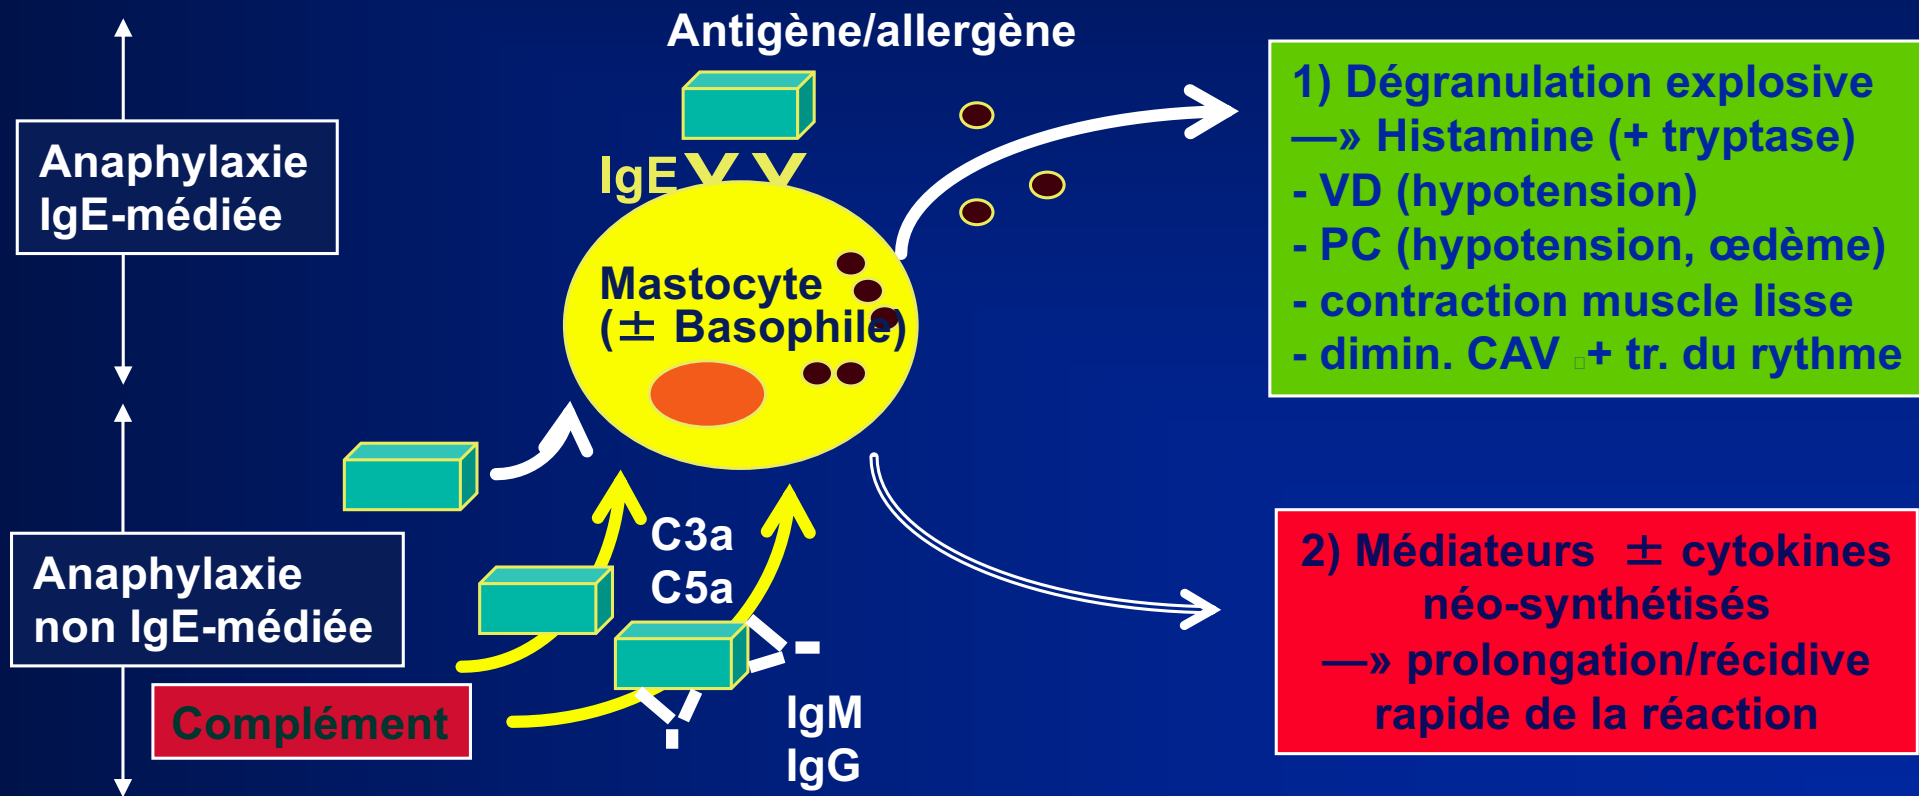 Antigène/allergène
Anaphylaxie
IgE-médiée
IgE
Mastocyte
(± Basophile)
1) Dégranulation explosive
—» Histamine (+ tryptase)
- VD (hypotension)
- PC (hypotension, œdème)
- contraction muscle lisse
- dimin. CAV + tr. du rythme
Anaphylaxie
non IgE-médiée
C3a
C5a
Complément
IgM
IgG
2) Médiateurs ± cytokines
néo-synthétisés
—» prolongation/récidive
rapide de la réaction